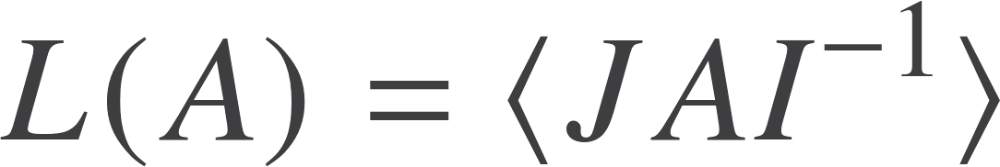 L(A) = ⟨JAI⁻¹⟩